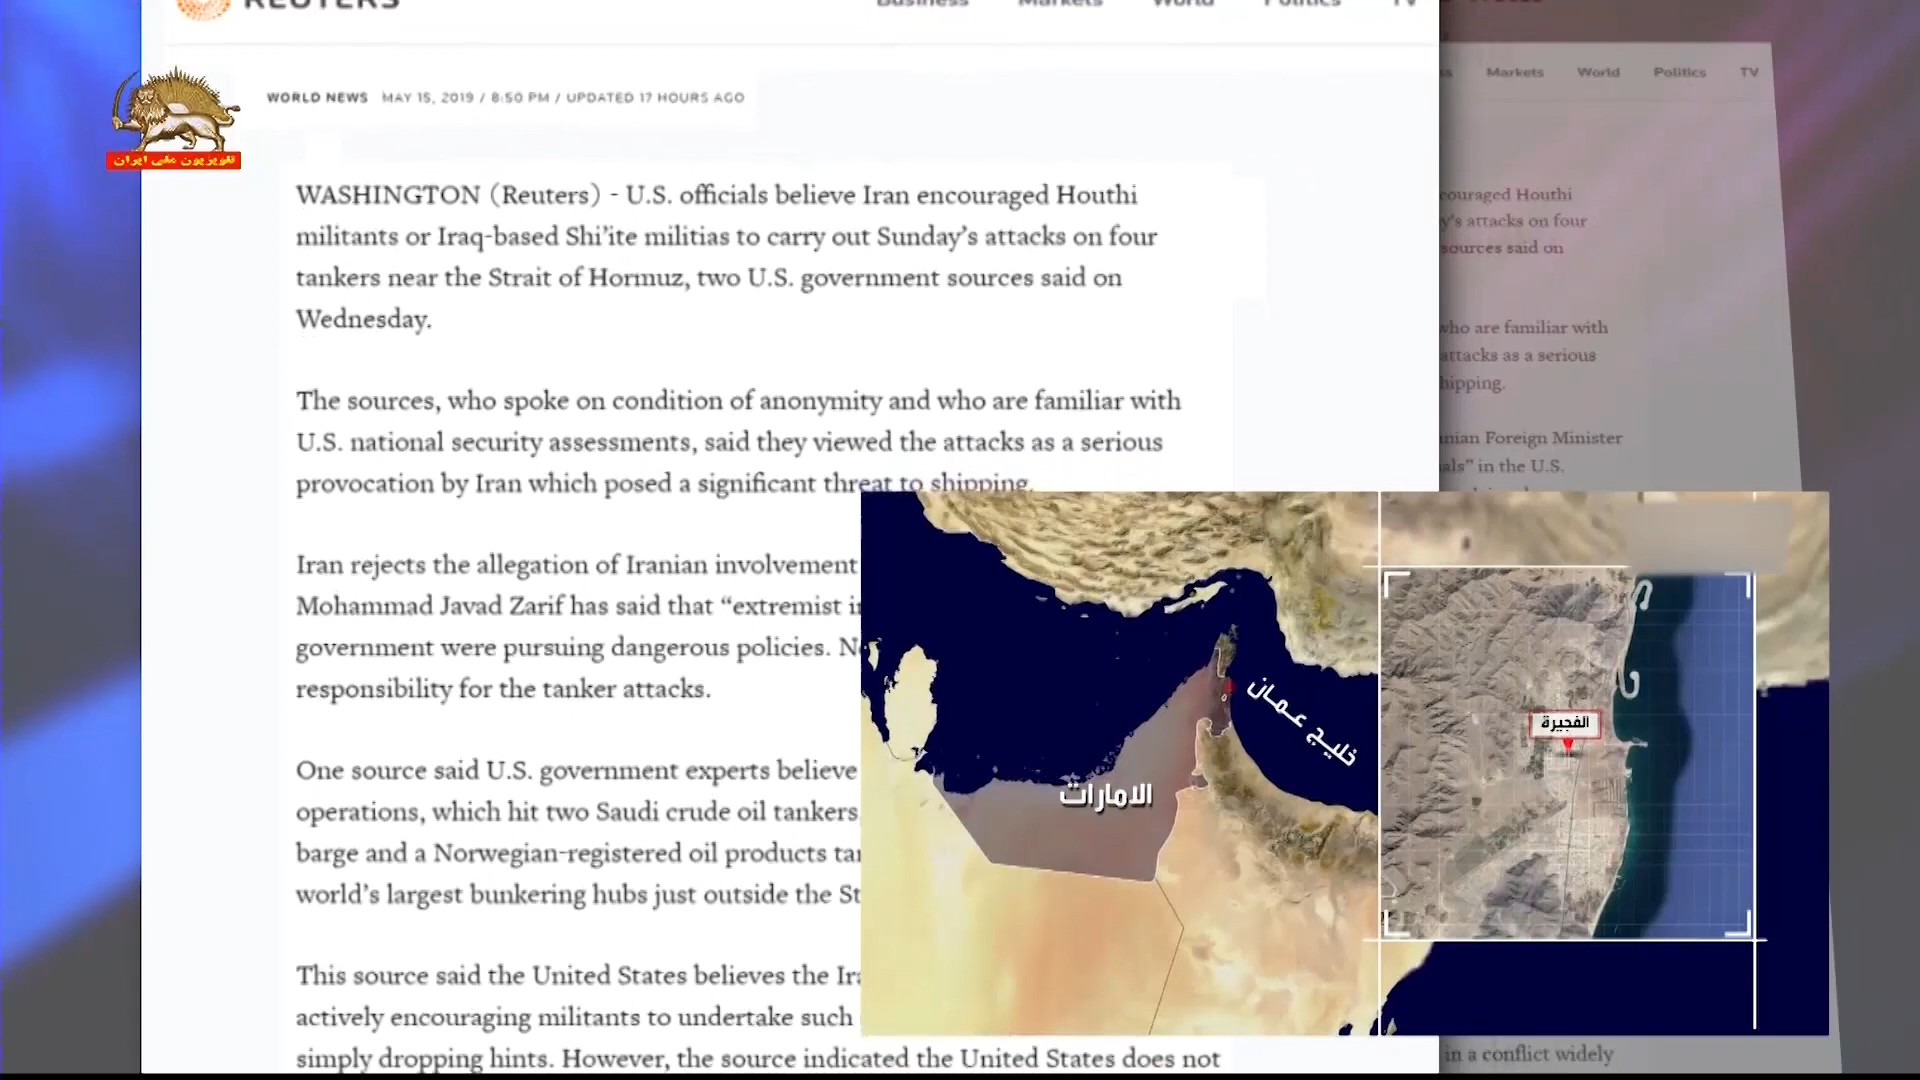 REUTERS
Business Markets World Politics TV
WORLD NEWS MAY 15, 2019 / 8:50 PM / UPDATED 17 HOURS AGO
تلویزیون ملی ایران
WASHINGTON (Reuters) - U.S. officials believe Iran encouraged Houthi
militants or Iraq-based Shi’ite militias to carry out Sunday’s attacks on four
tankers near the Strait of Hormuz, two U.S. government sources said on
Wednesday.
The sources, who spoke on condition of anonymity and who are familiar with
U.S. national security assessments, said they viewed the attacks as a serious
provocation by Iran which posed a significant threat to shipping.
Iran rejects the allegation of Iranian involvement
Mohammad Javad Zarif has said that “extremist
government were pursuing dangerous policies.
responsibility for the tanker attacks.
One source said U.S. government experts believe
operations, which hit two Saudi crude oil tankers,
barge and a Norwegian-registered oil products
world’s largest bunkering hubs just outside the
This source said the United States believes the
actively encouraging militants to undertake such
simply dropping hints. However, the source indicated the United States does not
Markets World Politics TV
couraged Houthi
y’s attacks on four
sources said on
who are familiar with
attacks as a serious
hipping.
nian Foreign Minister
als” in the U.S.
in a conflict widely
خليج عمان
الامارات
الفجيرة